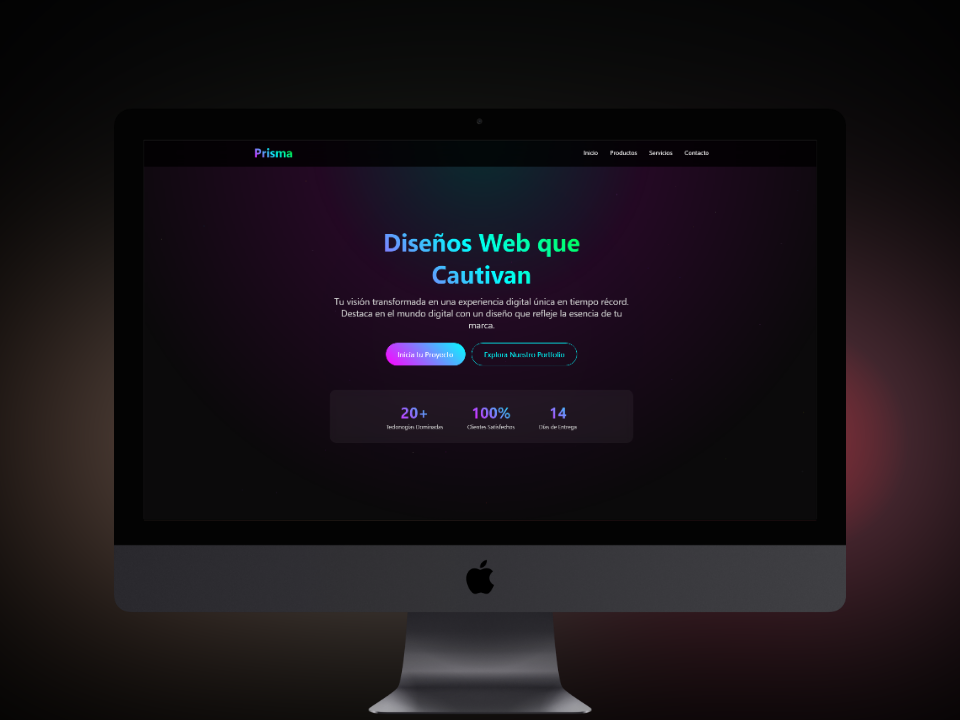 Prisma
Inicio Productos Servicios Contacto
Diseños Web que
Cautivan
Tu visión transformada en una experiencia digital única en tiempo récord.
Destaca en el mundo digital con un diseño que refleje la esencia de tu
marca.
Inicia tu Proyecto Explora Nuestro Portfolio
20+ 100% 14
Tecnologías Dominadas Clientes Satisfechos Días de Entrega